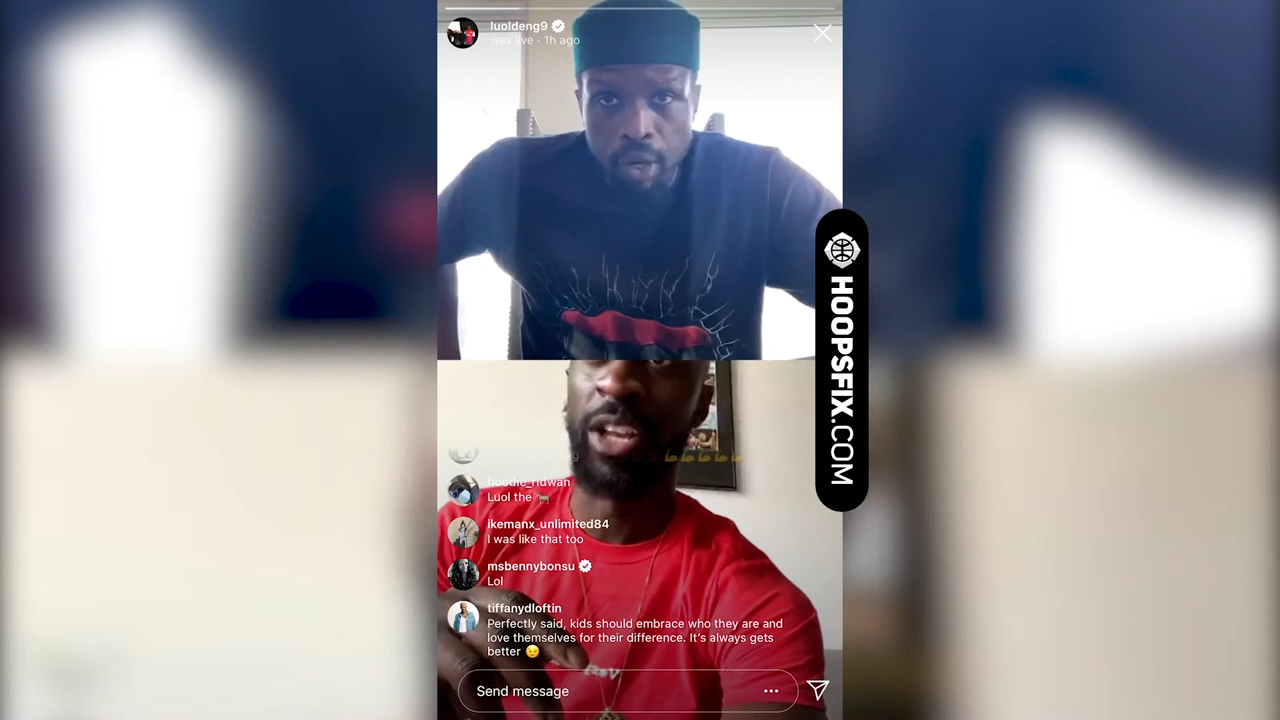 luoldeng9
was live · 1h ago
HOOPSFIX.COM
hoodie_ridwan
Luol the
ikemanx_unlimited84
I was like that too
msbennybonsu
Lol
tiffanydloftin
Perfectly said, kids should embrace who they are and
love themselves for their difference. It's always gets
better 😉
Send message